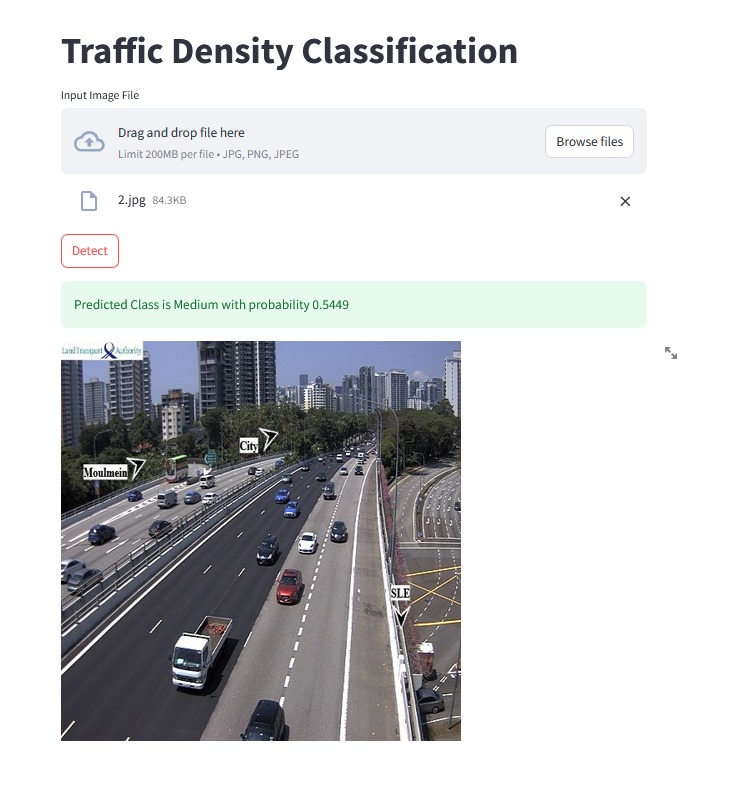 Traffic Density Classification
Input Image File
Drag and drop file here
Limit 200MB per file • JPG, PNG, JPEG
Browse files
2.jpg 84.3KB
Detect
Predicted Class is Medium with probability 0.5449
Land Transport Authority
City
Moulmein
SLE